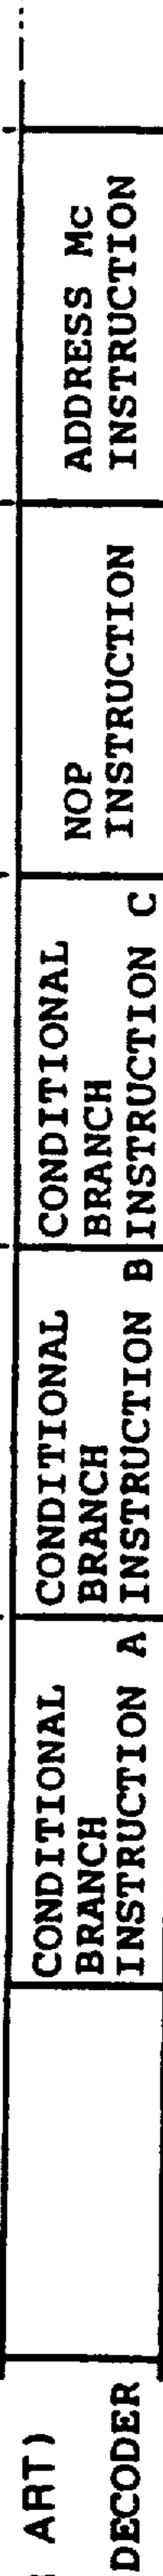 ART)
DECODER
CONDITIONAL
BRANCH
INSTRUCTION A
CONDITIONAL
BRANCH
INSTRUCTION B
CONDITIONAL
BRANCH
INSTRUCTION C
NOP
INSTRUCTION
ADDRESS Mc
INSTRUCTION